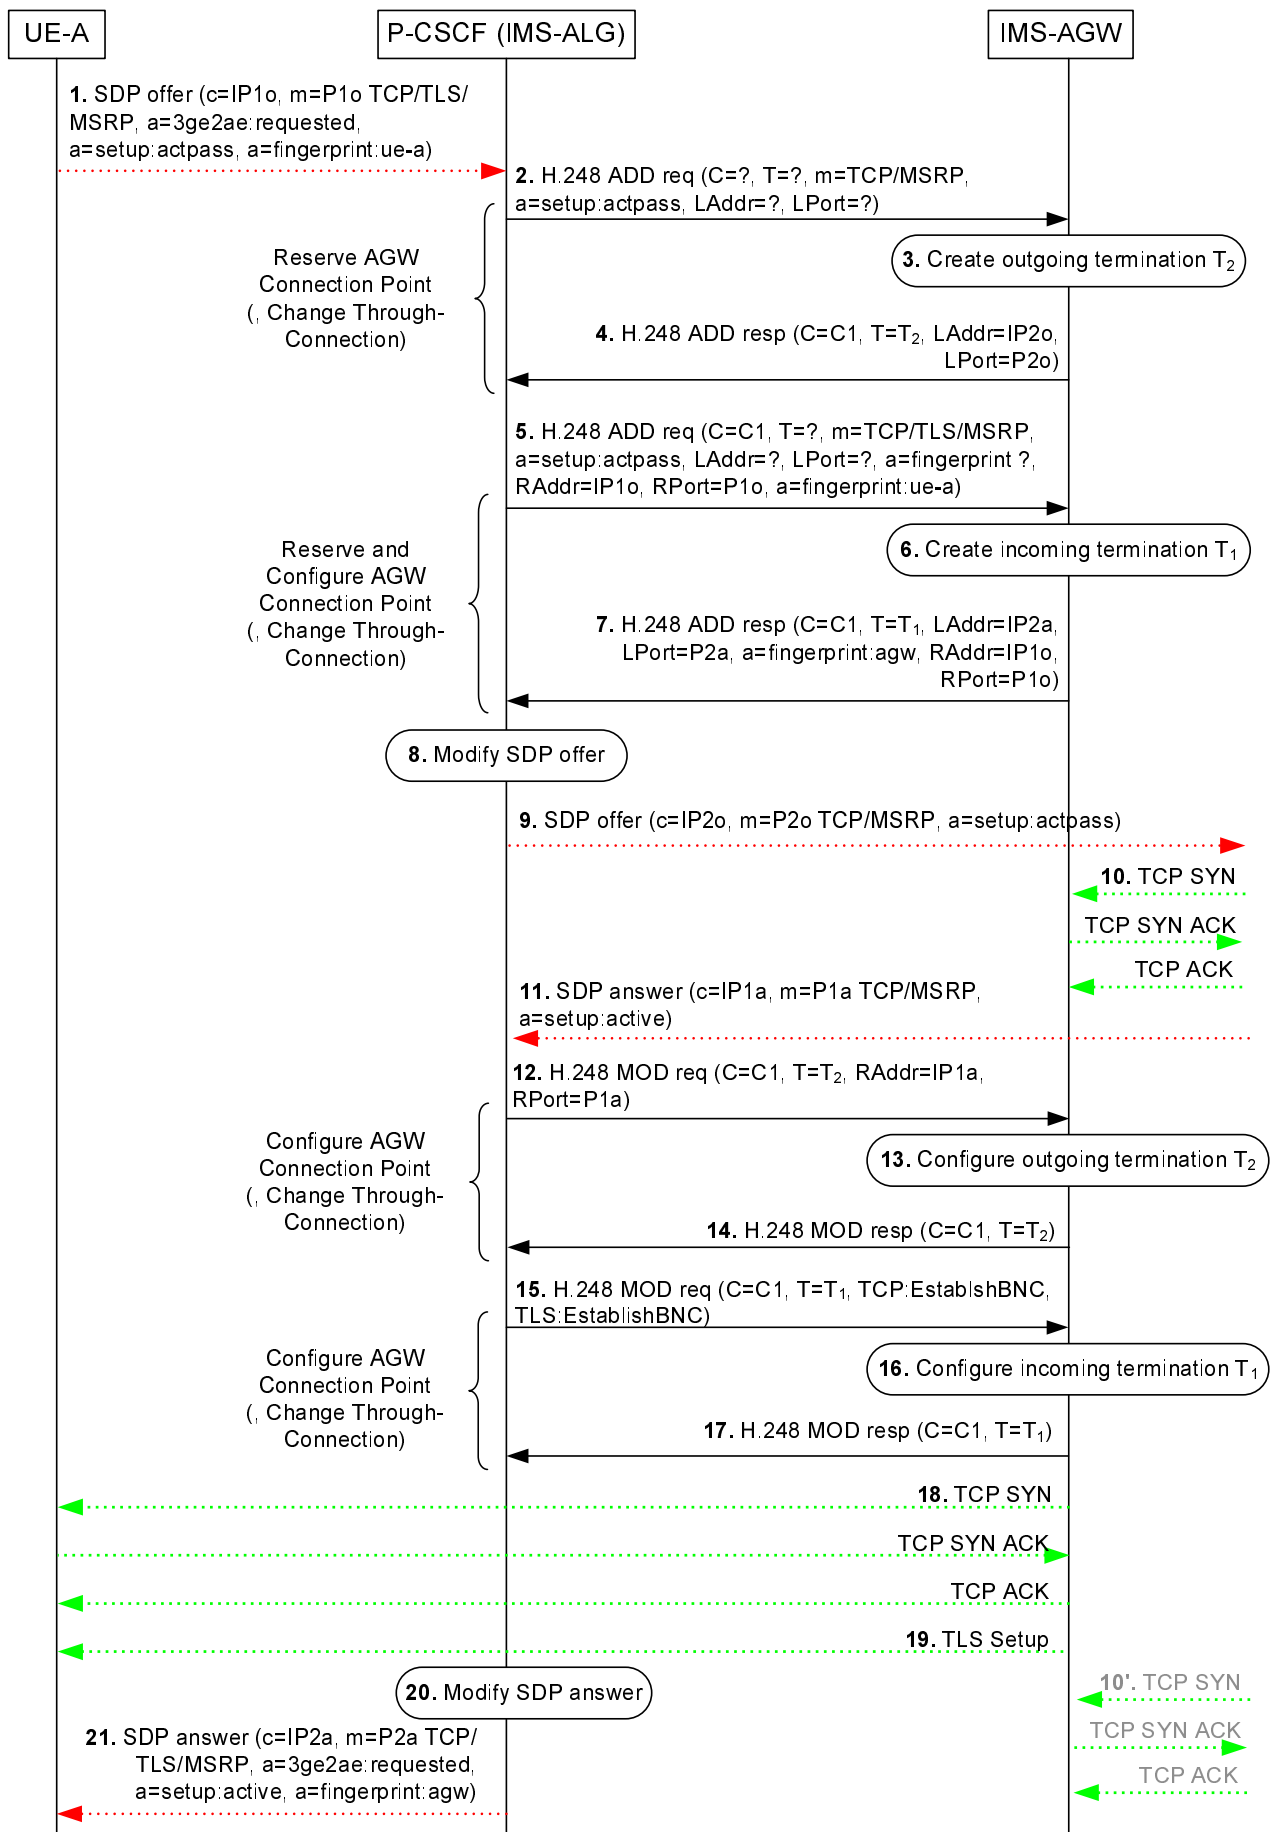 UE-A
P-CSCF (IMS-ALG)
IMS-AGW
1. SDP offer (c=IP1o, m=P1o TCP/TLS/
MSRP, a=3ge2ae:requested,
a=setup:actpass, a=fingerprint:ue-a)
2. H.248 ADD req (C=?, T=?, m=TCP/MSRP,
a=setup:actpass, LAddr=?, LPort=?)
Reserve AGW
Connection Point
(, Change Through-
Connection)
3. Create outgoing termination T2
4. H.248 ADD resp (C=C1, T=T2, LAddr=IP2o,
LPort=P2o)
5. H.248 ADD req (C=C1, T=?, m=TCP/TLS/MSRP,
a=setup:actpass, LAddr=?, LPort=?, a=fingerprint ?,
RAddr=IP1o, RPort=P1o, a=fingerprint:ue-a)
Reserve and
Configure AGW
Connection Point
(, Change Through-
Connection)
6. Create incoming termination T1
7. H.248 ADD resp (C=C1, T=T1, LAddr=IP2a,
LPort=P2a, a=fingerprint:agw, RAddr=IP1o,
RPort=P1o)
8. Modify SDP offer
9. SDP offer (c=IP2o, m=P2o TCP/MSRP, a=setup:actpass)
10. TCP SYN
TCP SYN ACK
TCP ACK
11. SDP answer (c=IP1a, m=P1a TCP/MSRP,
a=setup:active)
12. H.248 MOD req (C=C1, T=T2, RAddr=IP1a,
RPort=P1a)
Configure AGW
Connection Point
(, Change Through-
Connection)
13. Configure outgoing termination T2
14. H.248 MOD resp (C=C1, T=T2)
15. H.248 MOD req (C=C1, T=T1, TCP:EstablshBNC,
TLS:EstablishBNC)
Configure AGW
Connection Point
(, Change Through-
Connection)
16. Configure incoming termination T1
17. H.248 MOD resp (C=C1, T=T1)
18. TCP SYN
TCP SYN ACK
TCP ACK
19. TLS Setup
20. Modify SDP answer
10'. TCP SYN
TCP SYN ACK
TCP ACK
21. SDP answer (c=IP2a, m=P2a TCP/
TLS/MSRP, a=3ge2ae:requested,
a=setup:active, a=fingerprint:agw)